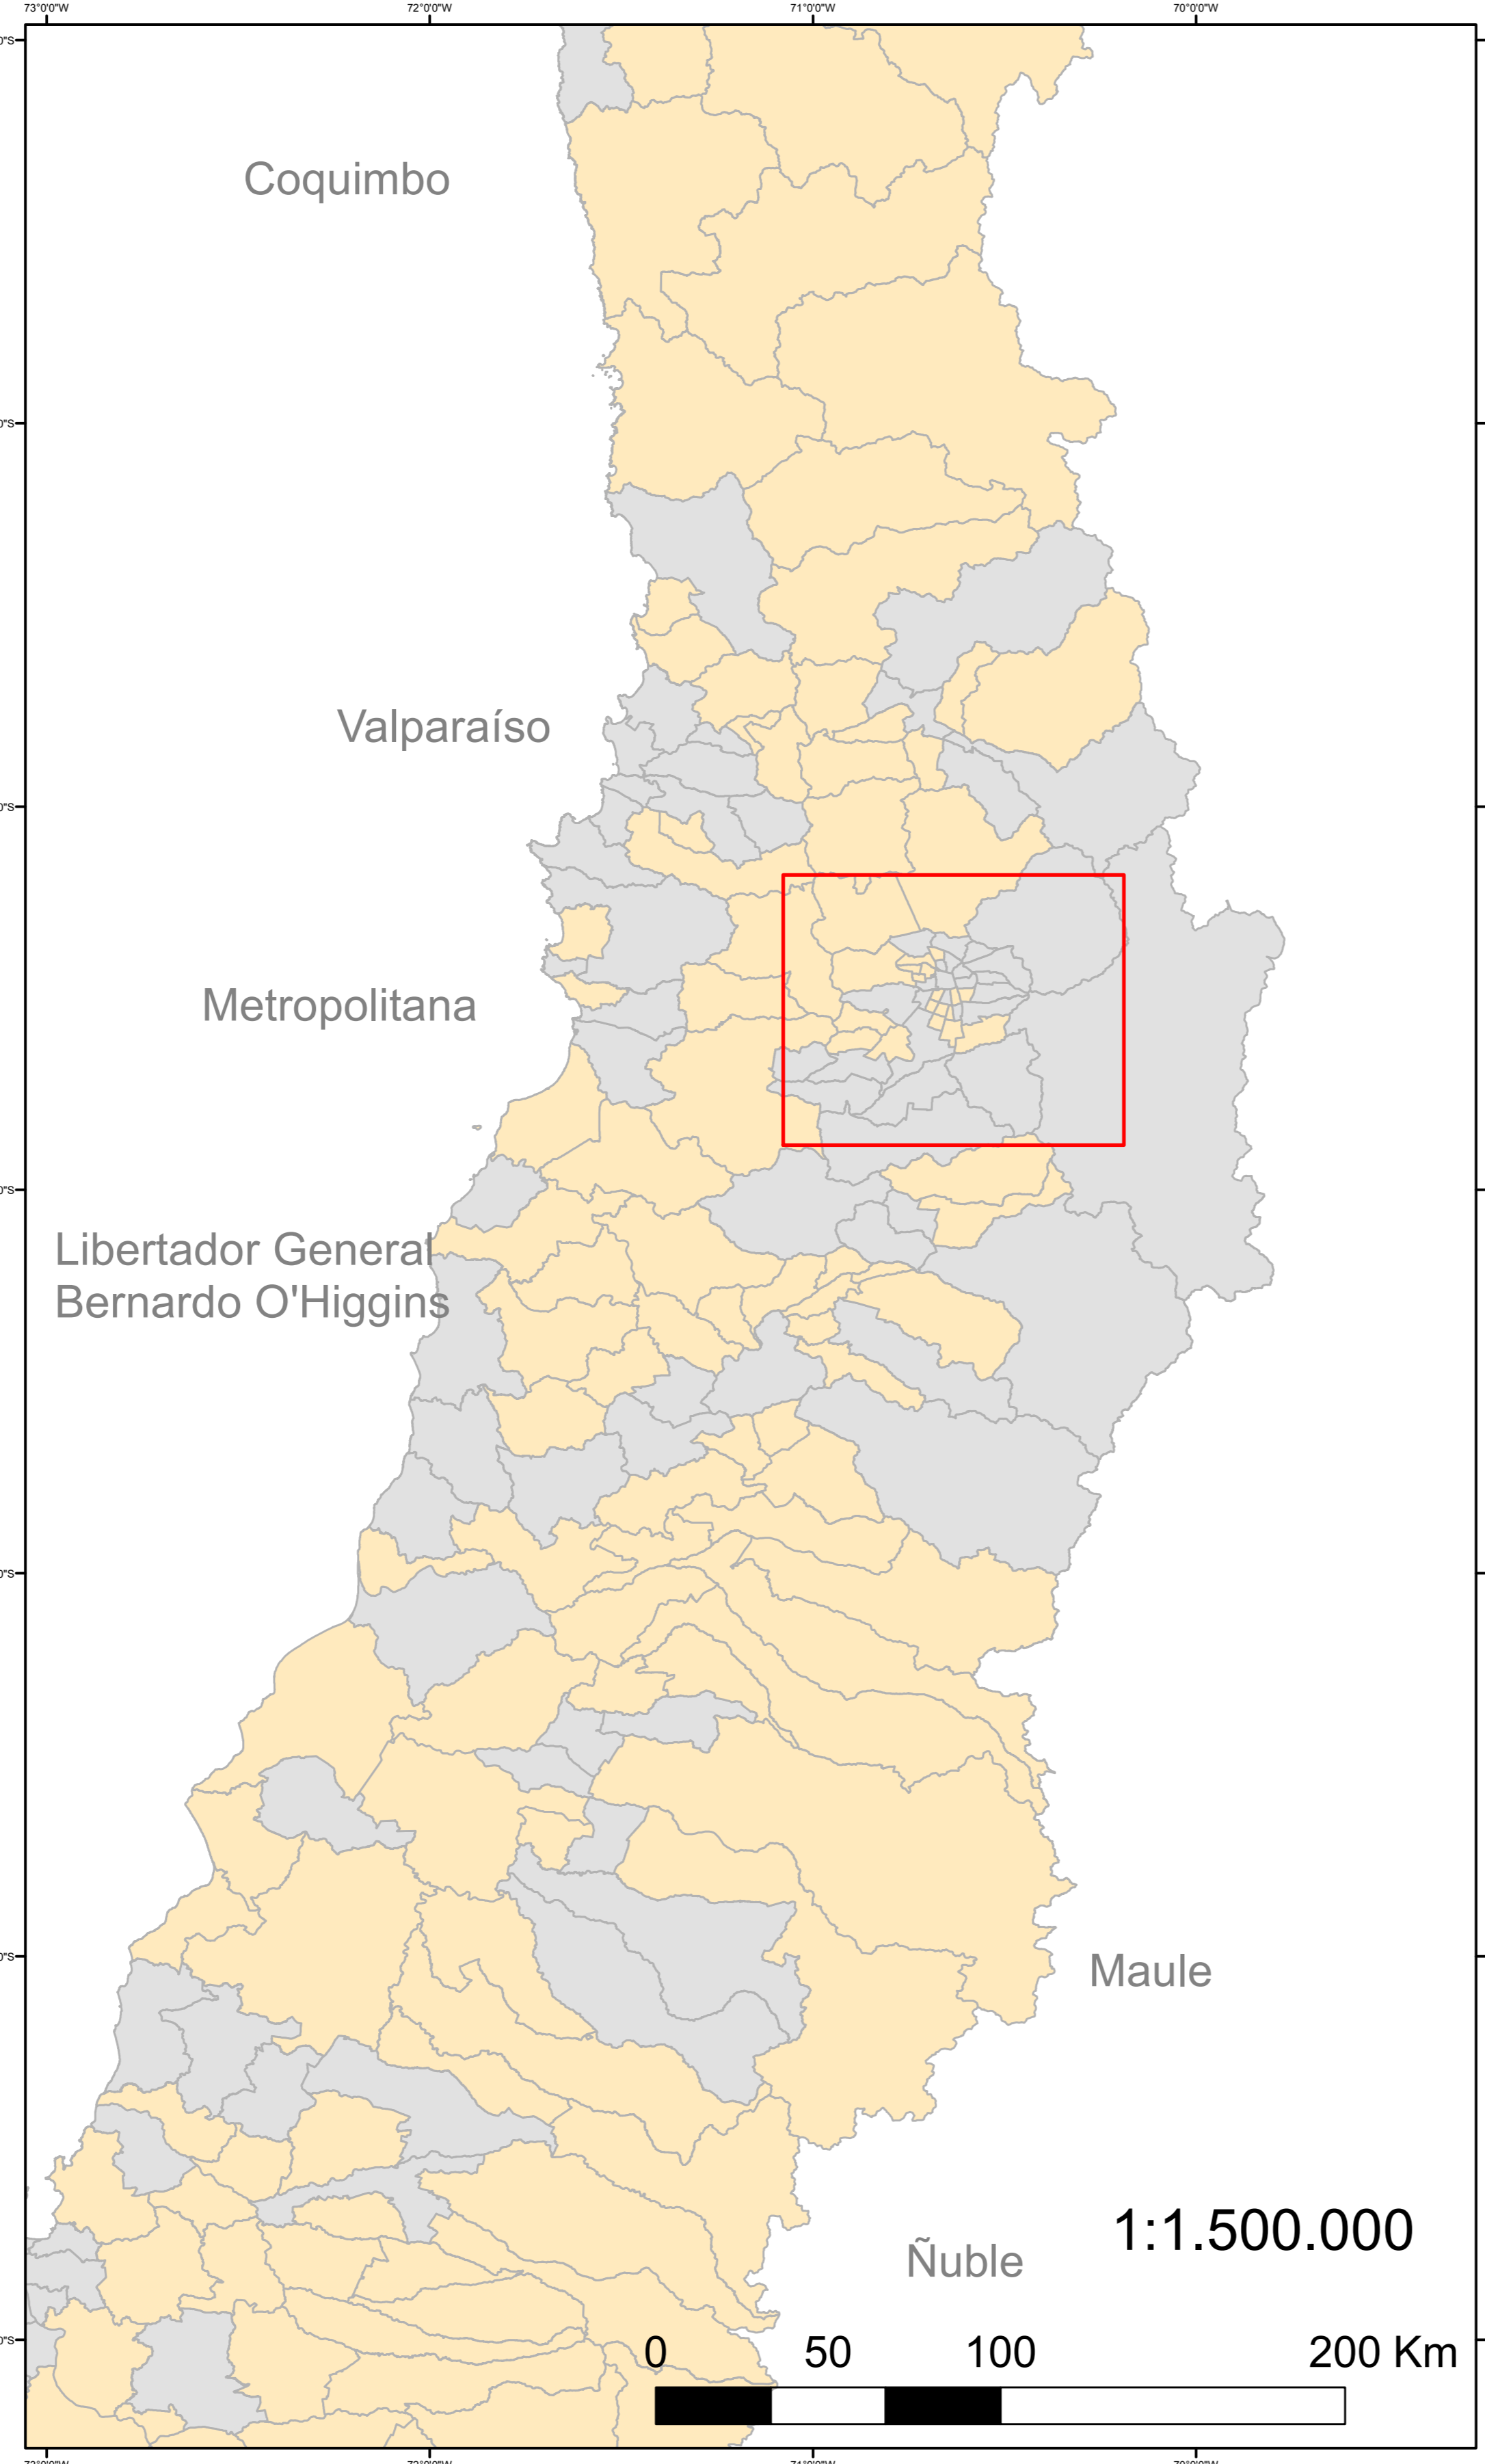 73°0'0"W 72°0'0"W 71°0'0"W 70°0'0"W
Coquimbo
Valparaíso
Metropolitana
Libertador General
Bernardo O'Higgins
Maule
1:1.500.000
Ñuble
0 50 100 200 Km